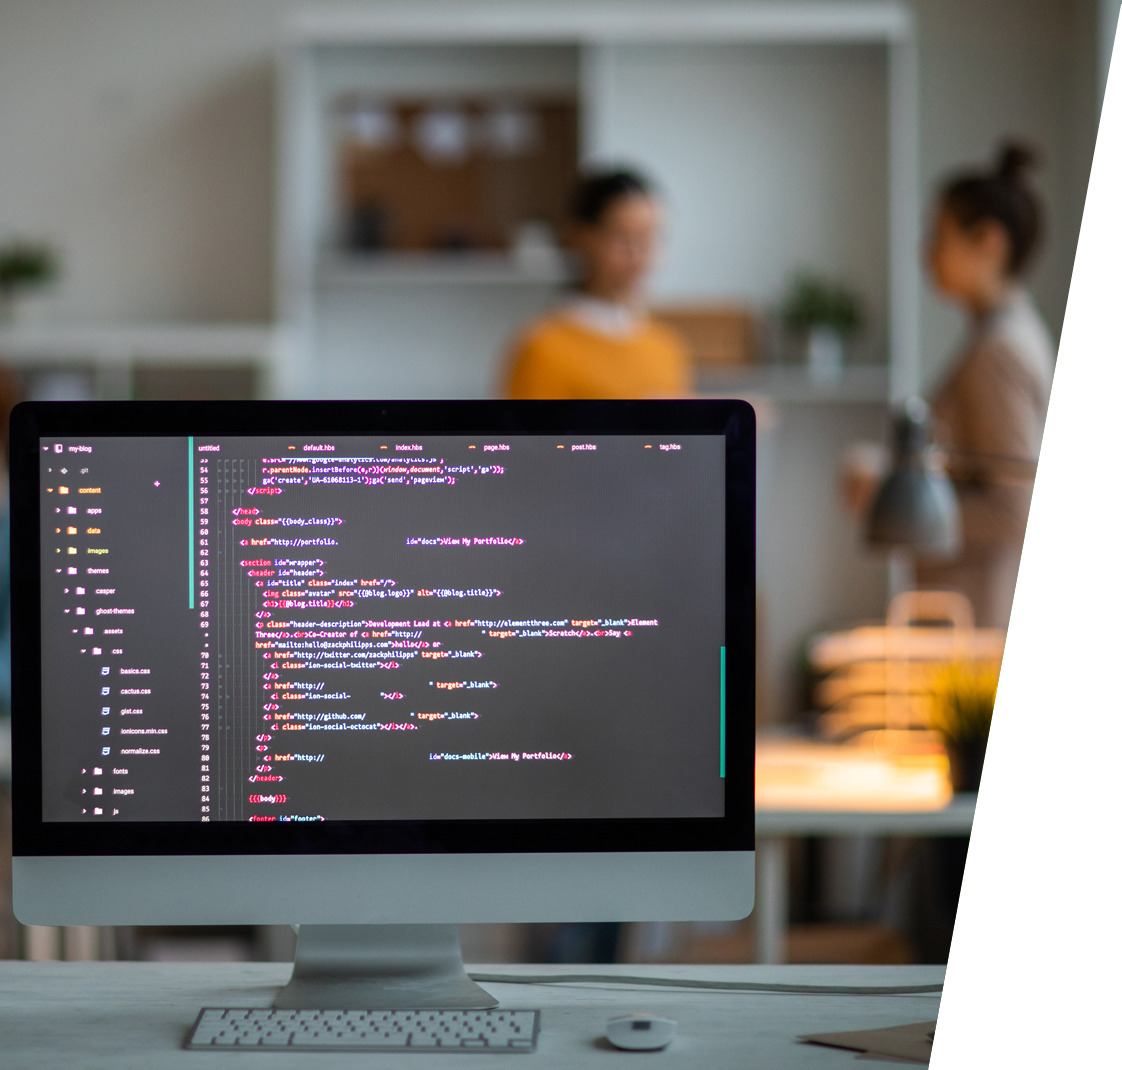 my-blog
.git
content
apps
data
images
themes
casper
ghost-themes
assets
css
basics.css
cactus.css
gist.css
ionicons.min.css
normalize.css
fonts
images
js
untitled default.hbs index.hbs page.hbs post.hbs tag.hbs
53
54 r.parentNode.insertBefore(o,r)}(window,document,'script','ga'));
55 ga('create','UA-61068113-1');ga('send','pageview');
56 </script>
57
58 </head>
59 <body class="{{body_class}}">
60
61 <a href="http://portfolio. id="docs">View My Portfolio</a>
62
63 <section id="wrapper">
64 <header id="header">
65 <a id="title" class="index" href="/">
66 <img class="avatar" src="{{@blog.logo}}" alt="{{@blog.title}}">
67 <h1>{{@blog.title}}</h1>
68 </a>
69 <p class="header-description">Development Lead at <a href="http://elementthree.com" target="_blank">Element
Three</a>.<br>Co-Creator of <a href="http:// " target="_blank">Scratch</a>.<br>Say <a
href="mailto:hello@zackphilipps.com">hello</a> or
70 <a href="http://twitter.com/zackphilipps" target="_blank">
71 <i class="ion-social-twitter"></i>
72 </a>
73 <a href="http:// " target="_blank">
74 <i class="ion-social- "></i>
75 </a>
76 <a href="http://github.com/ " target="_blank">
77 <i class="ion-social-octocat"></i></a>.
78 </p>
79 <p>
80 <a href="http:// id="docs-mobile">View My Portfolio</a>
81 </p>
82 </header>
83
84 {{{body}}}
85
86 <footer id="footer">